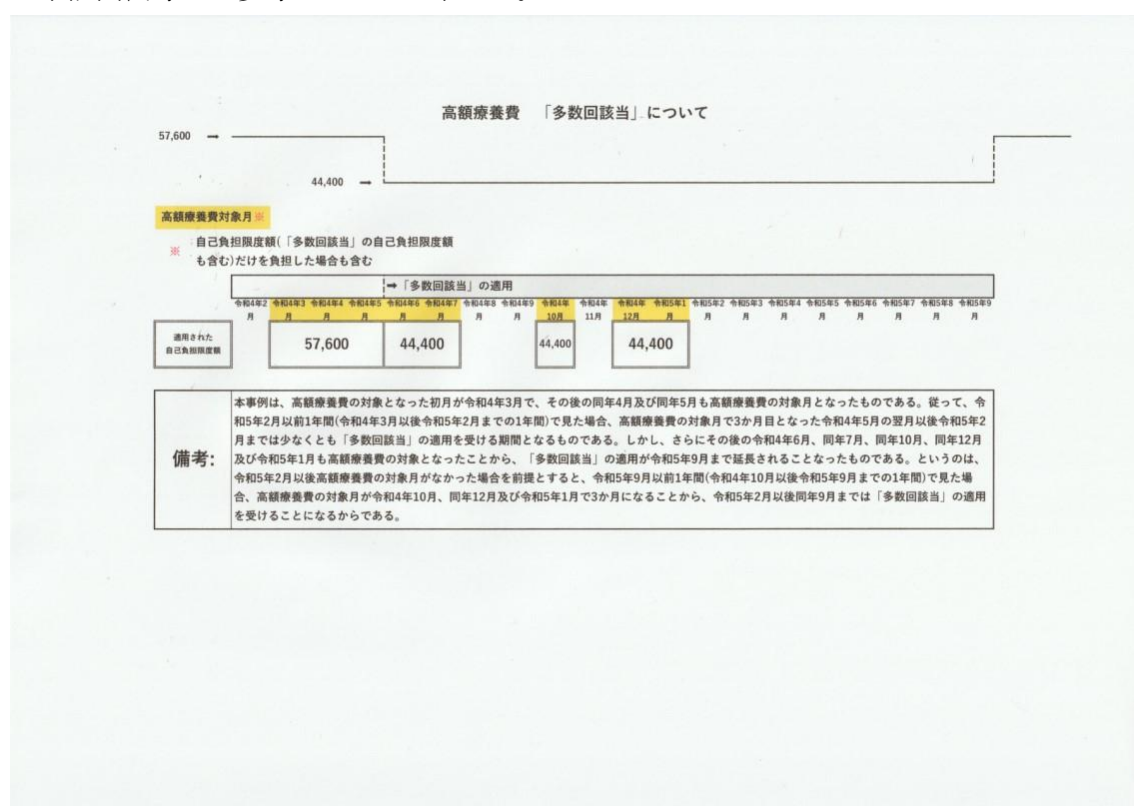 高額療養費 「多数回該当」について
57,600 →
44,400 →
高額療養費対象月※
※ 自己負担限度額(「多数回該当」の自己負担限度額
も含む)だけを負担した場合も含む
→「多数回該当」の適用
令和4年2月 令和4年3月 令和4年4月 令和4年5月 令和4年6月 令和4年7月 令和4年8月 令和4年9月 令和4年10月 令和4年11月 令和4年12月 令和5年1月 令和5年2月 令和5年3月 令和5年4月 令和5年5月 令和5年6月 令和5年7月 令和5年8月 令和5年9月
適用された
自己負担限度額
57,600 44,400 44,400 44,400
備考:
本事例は、高額療養費の対象となった初月が令和4年3月で、その後の同年4月及び同年5月も高額療養費の対象月となったものである。従って、令
和5年2月以前1年間(令和4年3月以後令和5年2月までの1年間)で見た場合、高額療養費の対象月で3か月目となった令和4年5月の翌月以後令和5年2
月までは少なくとも「多数回該当」の適用を受ける期間となるものである。しかし、さらにその後の令和4年6月、同年7月、同年10月、同年12月
及び令和5年1月も高額療養費の対象となったことから、「多数回該当」の適用が令和5年9月まで延長されることなったものである。というのは、
令和5年2月以後高額療養費の対象月がなかった場合を前提とすると、令和5年9月以前1年間(令和4年10月以後令和5年9月までの1年間)で見た場
合、高額療養費の対象月が令和4年10月、同年12月及び令和5年1月で3か月になることから、令和5年2月以後同年9月までは「多数回該当」の適用
を受けることになるからである。